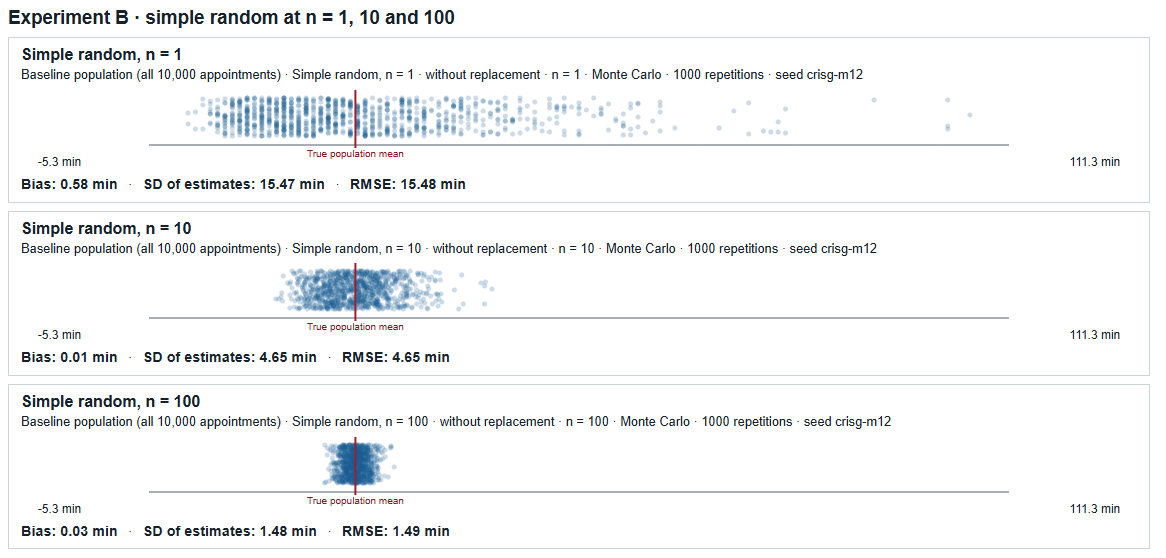 Experiment B · simple random at n = 1, 10 and 100
Simple random, n = 1
Baseline population (all 10,000 appointments) · Simple random, n = 1 · without replacement · n = 1 · Monte Carlo · 1000 repetitions · seed crisg-m12
True population mean
-5.3 min
111.3 min
Bias: 0.58 min · SD of estimates: 15.47 min · RMSE: 15.48 min
Simple random, n = 10
Baseline population (all 10,000 appointments) · Simple random, n = 10 · without replacement · n = 10 · Monte Carlo · 1000 repetitions · seed crisg-m12
True population mean
-5.3 min
111.3 min
Bias: 0.01 min · SD of estimates: 4.65 min · RMSE: 4.65 min
Simple random, n = 100
Baseline population (all 10,000 appointments) · Simple random, n = 100 · without replacement · n = 100 · Monte Carlo · 1000 repetitions · seed crisg-m12
True population mean
-5.3 min
111.3 min
Bias: 0.03 min · SD of estimates: 1.48 min · RMSE: 1.49 min